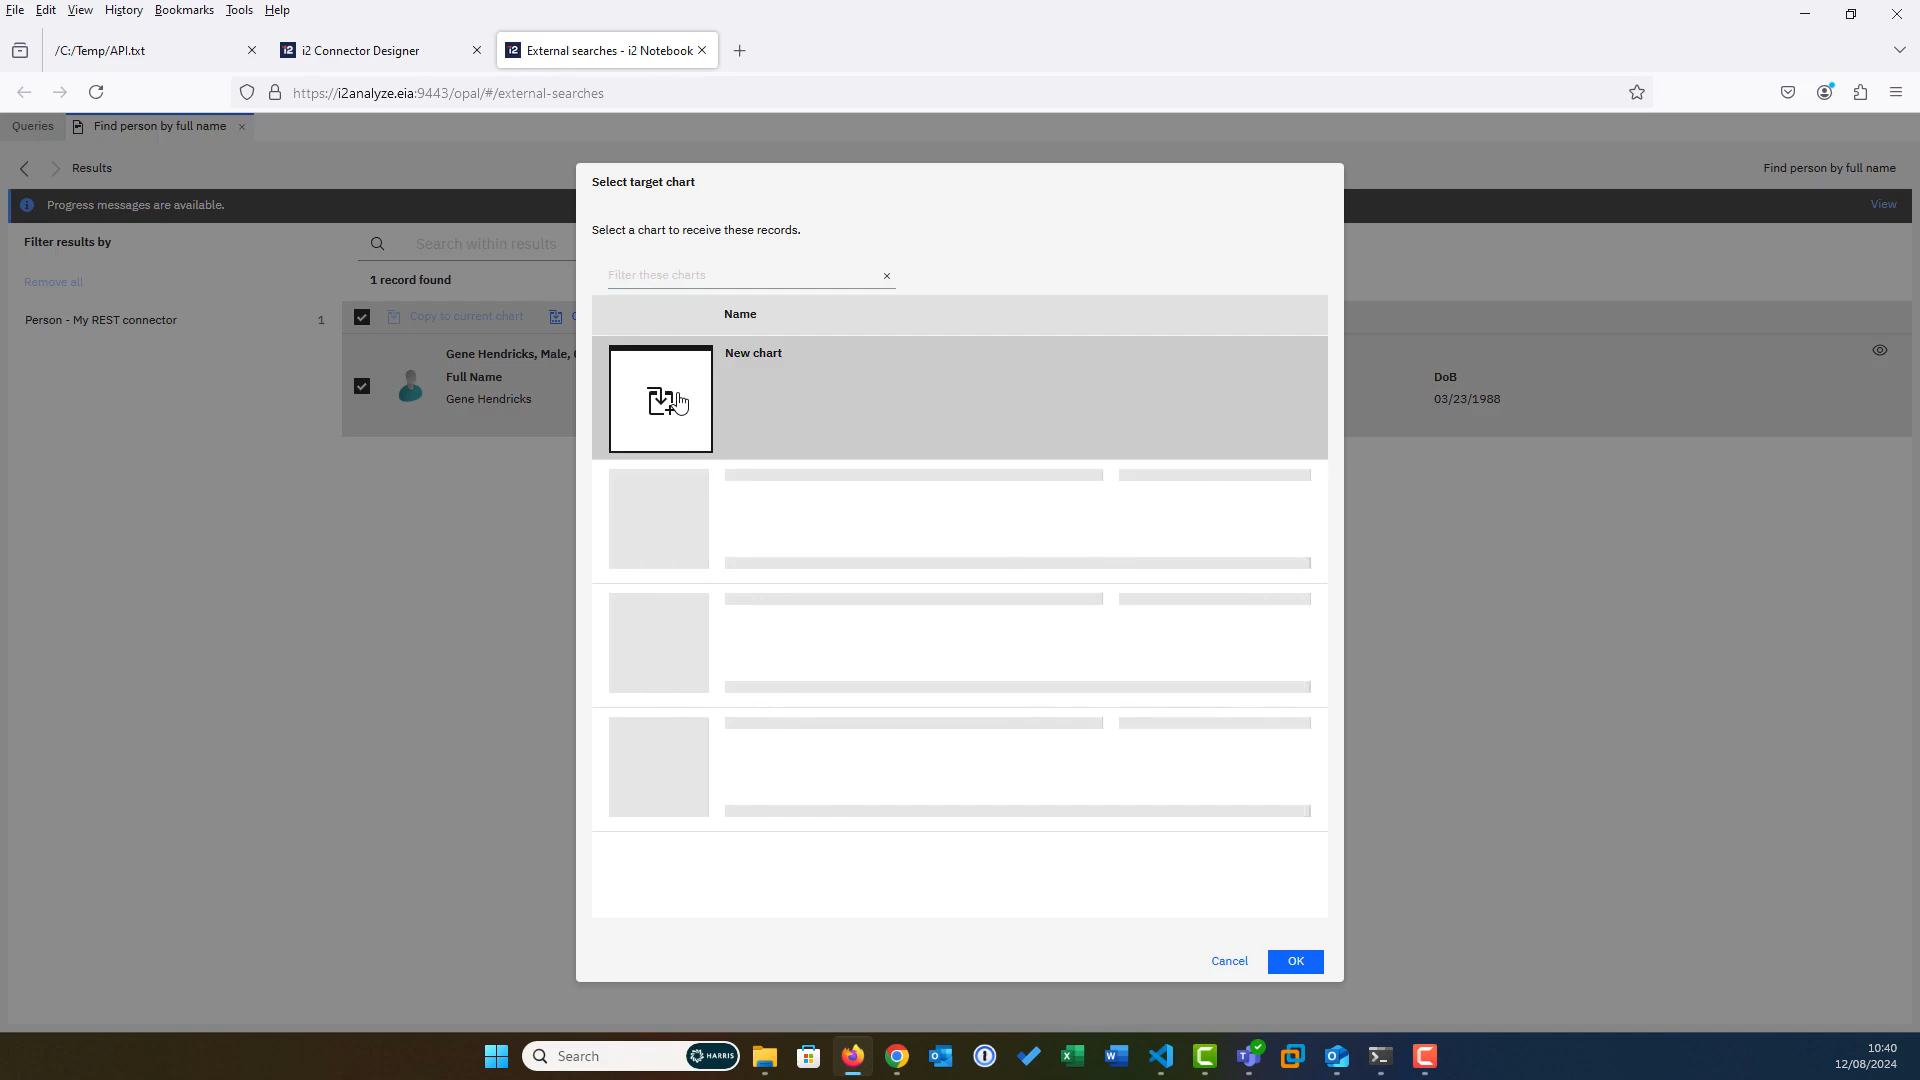 File Edit View History Bookmarks Tools Help
/C:/Temp/API.txt
i2 i2 Connector Designer
i2 External searches - i2 Notebook
https://i2analyze.eia:9443/opal/#/external-searches
Queries
Find person by full name
Results
Find person by full name
Progress messages are available.
View
Filter results by
Search within results
Remove all
1 record found
Person - My REST connector
1
Copy to current chart
Gene Hendricks, Male,
Full Name
Gene Hendricks
DoB
03/23/1988
Select target chart
Select a chart to receive these records.
Filter these charts
Name
New chart
Cancel
OK
Search
HARRIS
10:40
12/08/2024